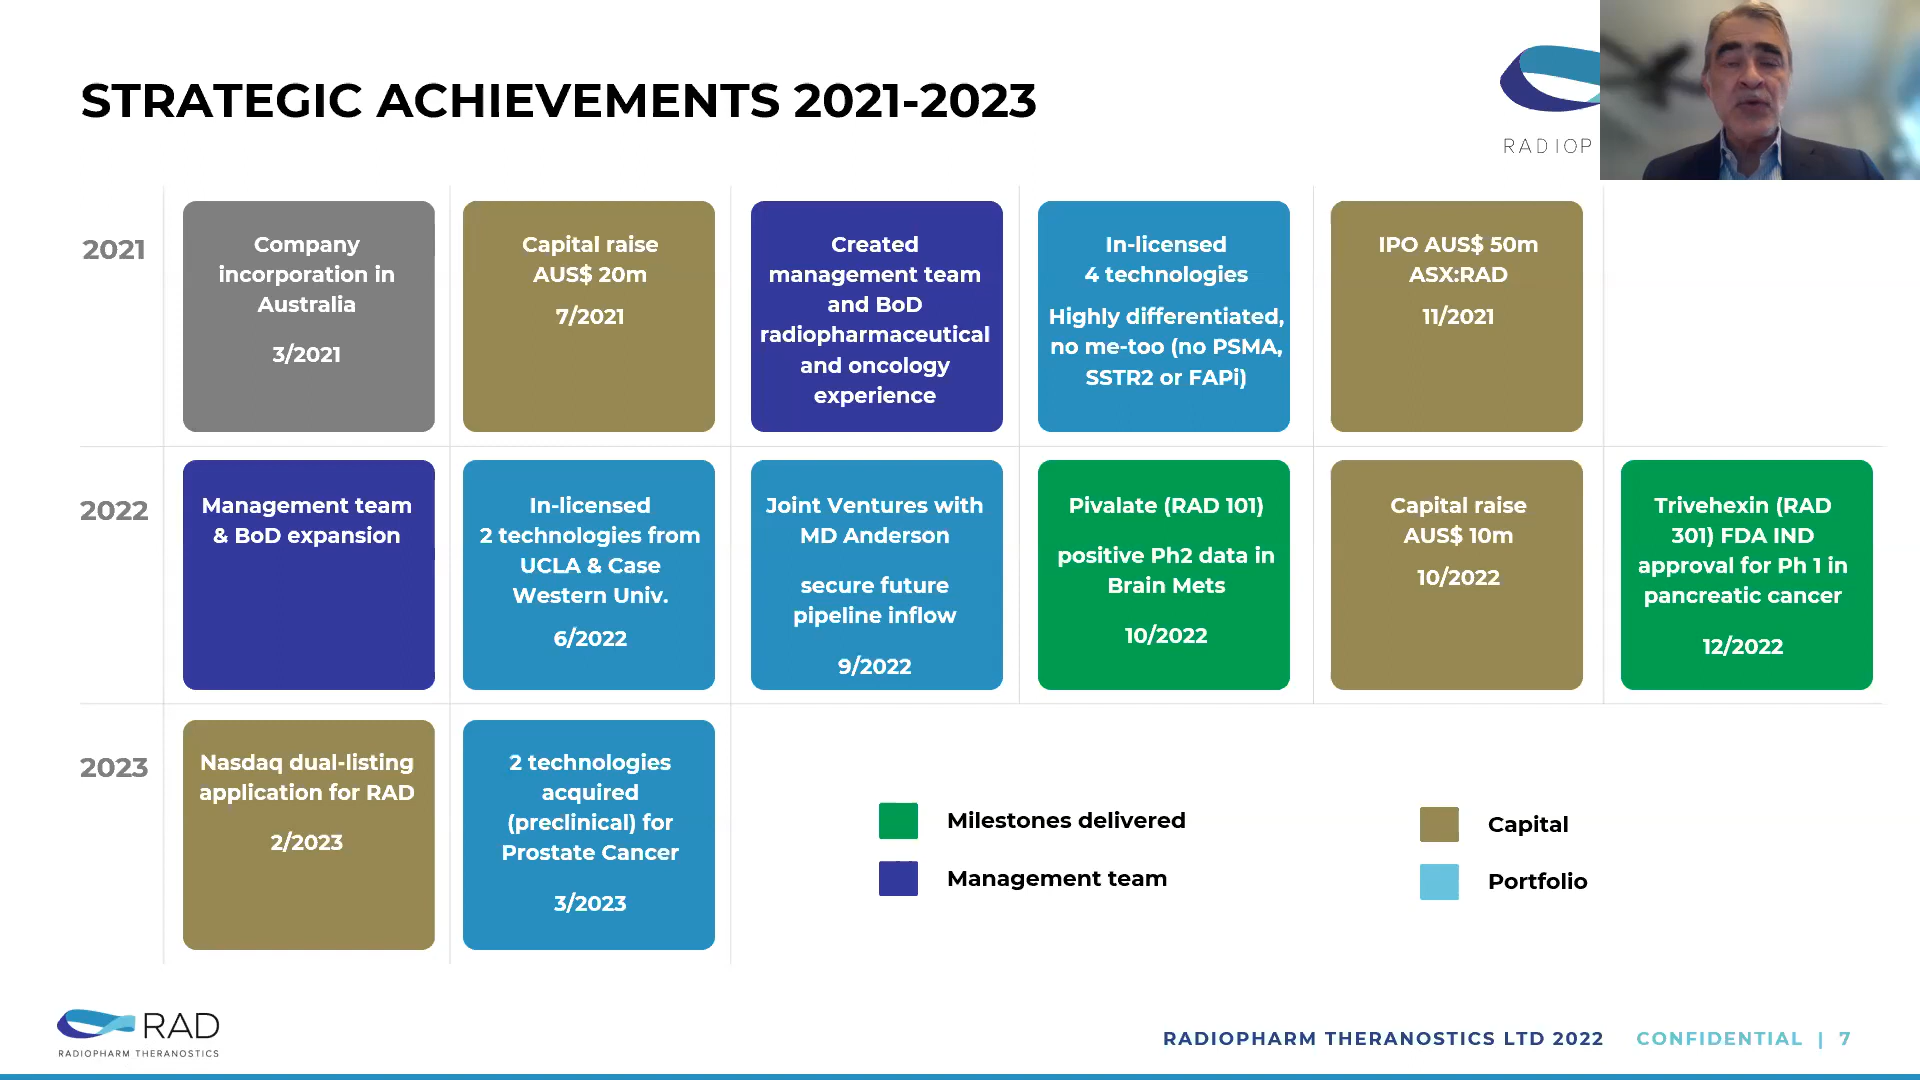 STRATEGIC ACHIEVEMENTS 2021-2023
RADIOP
2021
Company
incorporation in
Australia
3/2021
Capital raise
AUS$ 20m
7/2021
Created
management team
and BoD
radiopharmaceutical
and oncology
experience
In-licensed
4 technologies
Highly differentiated,
no me-too (no PSMA,
SSTR2 or FAPi)
IPO AUS$ 50m
ASX:RAD
11/2021
2022
Management team
& BoD expansion
In-licensed
2 technologies from
UCLA & Case
Western Univ.
6/2022
Joint Ventures with
MD Anderson
secure future
pipeline inflow
9/2022
Pivalate (RAD 101)
positive Ph2 data in
Brain Mets
10/2022
Capital raise
AUS$ 10m
10/2022
Trivehexin (RAD
301) FDA IND
approval for Ph 1 in
pancreatic cancer
12/2022
2023
Nasdaq dual-listing
application for RAD
2/2023
2 technologies
acquired
(preclinical) for
Prostate Cancer
3/2023
Milestones delivered
Capital
Management team
Portfolio
RAD
RADIOPHARM THERANOSTICS
RADIOPHARM THERANOSTICS LTD 2022 CONFIDENTIAL | 7